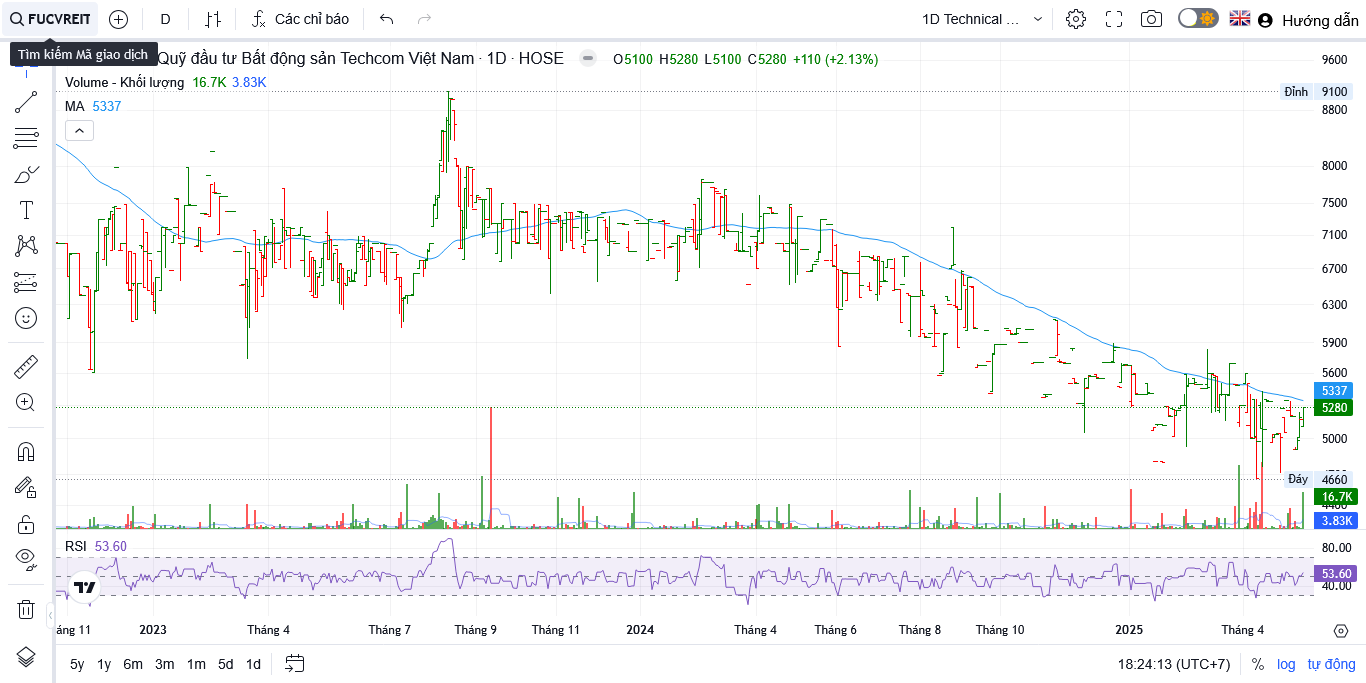 FUCVREIT D Các chỉ báo 1D Technical ... Hướng dẫn
Tìm kiếm Mã giao dịch
Quỹ đầu tư Bất động sản Techcom Việt Nam · 1D · HOSE O5100 H5280 L5100 C5280 +110 (+2.13%)
Volume - Khối lượng 16.7K 3.83K
MA 5337
9600
Đỉnh 9100
8800
8000
7500
7100
6700
6300
5900
5600
5337
5280
5000
Đáy 4660
16.7K
4400
3.83K
RSI 53.60
80.00
53.60
40.00
áng 11 2023 Tháng 4 Tháng 7 Tháng 9 Tháng 11 2024 Tháng 4 Tháng 6 Tháng 8 Tháng 10 2025 Tháng 4
5y 1y 6m 3m 1m 5d 1d 18:24:13 (UTC+7) % log tự động